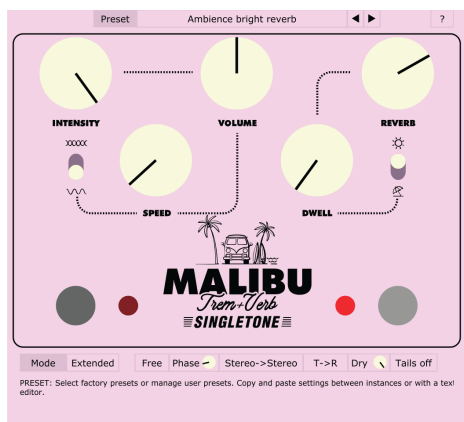 Preset Ambience bright reverb ?
INTENSITY VOLUME REVERB
SPEED DWELL
MALIBU
Trem+Verb
SINGLETONE
Mode Extended Free Phase Stereo->Stereo T->R Dry Tails off
PRESET: Select factory presets or manage user presets. Copy and paste settings between instances or with a text
editor.